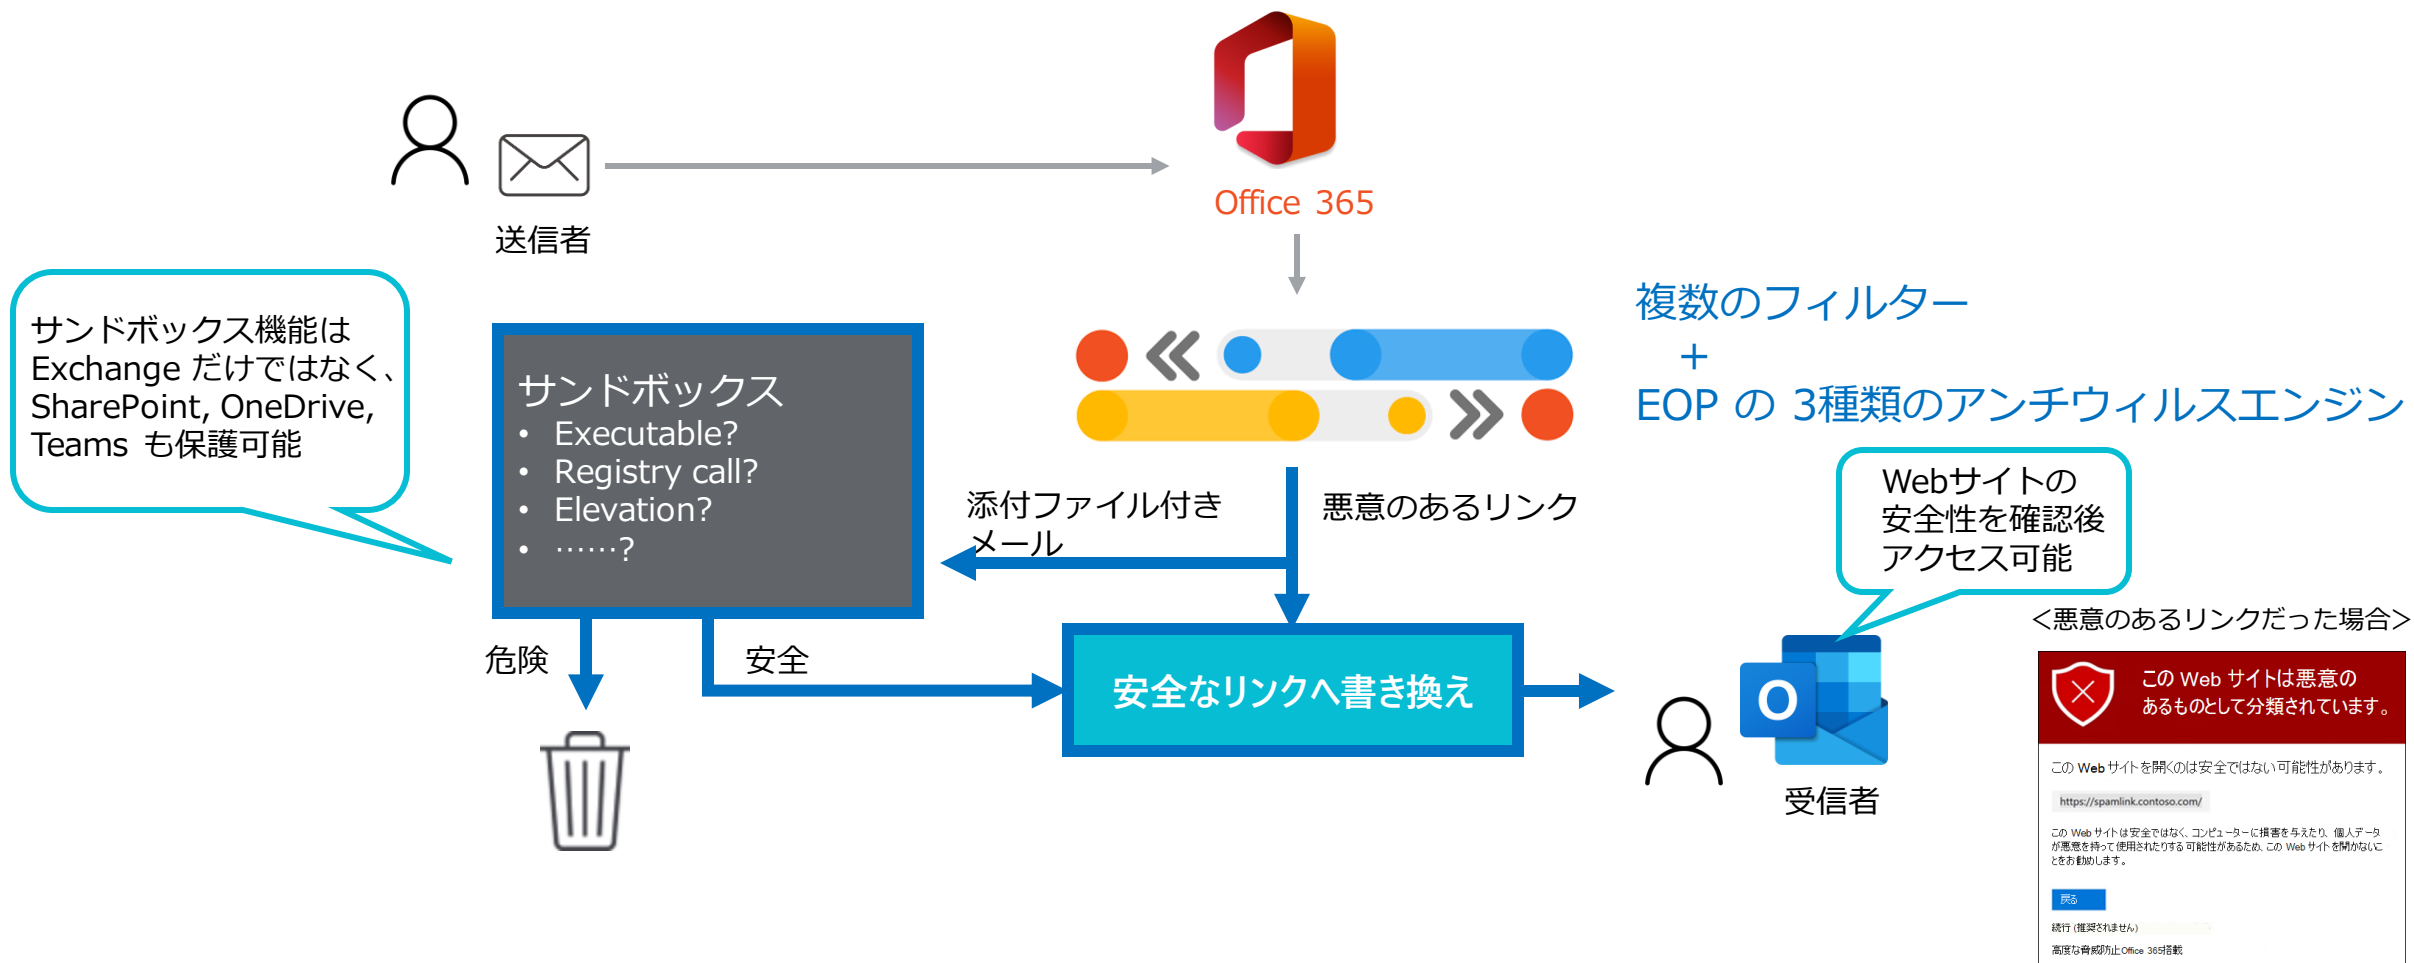 Office 365
送信者
サンドボックス機能は
Exchange だけではなく、
SharePoint, OneDrive,
Teams も保護可能
サンドボックス
• Executable?
• Registry call?
• Elevation?
• ……?
複数のフィルター
+
EOP の 3種類のアンチウィルスエンジン
添付ファイル付き
メール
悪意のあるリンク
Webサイトの
安全性を確認後
アクセス可能
危険
安全
安全なリンクへ書き換え
O
受信者
<悪意のあるリンクだった場合>
この Web サイトは悪意の
あるものとして分類されています。
この Web サイトを開くのは安全ではない可能性があります。
https://spamlink.contoso.com/
この Web サイトは安全ではなく、コンピューターに損害を与えたり、個人データ
が悪意を持って使用されたりする可能性があるため、この Web サイトを開かないこ
とをお勧めします。
戻る
続行 (推奨されません)
高度な脅威防止Office 365搭載